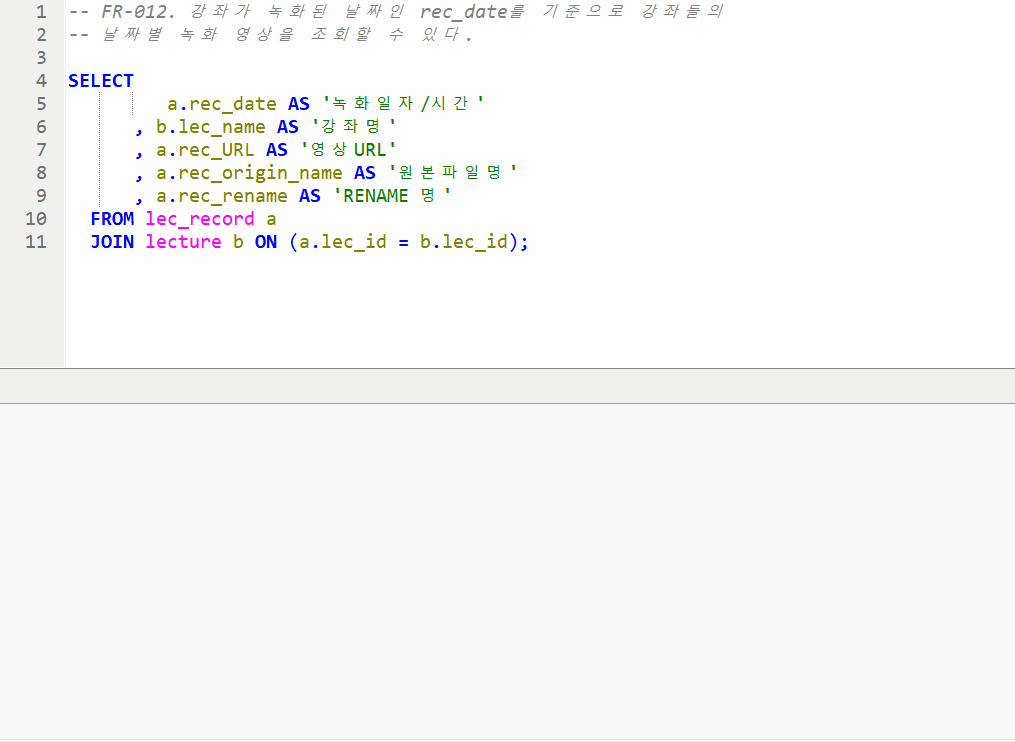 1 -- FR-012. 강좌가 녹화된 날짜인 rec_date를 기준으로 강좌들의
2 -- 날짜별 녹화 영상을 조회할 수 있다.
3
4 SELECT
5 a.rec_date AS '녹화일자/시간'
6 , b.lec_name AS '강좌명'
7 , a.rec_URL AS '영상URL'
8 , a.rec_origin_name AS '원본파일명'
9 , a.rec_rename AS 'RENAME 명'
10 FROM lec_record a
11 JOIN lecture b ON (a.lec_id = b.lec_id);